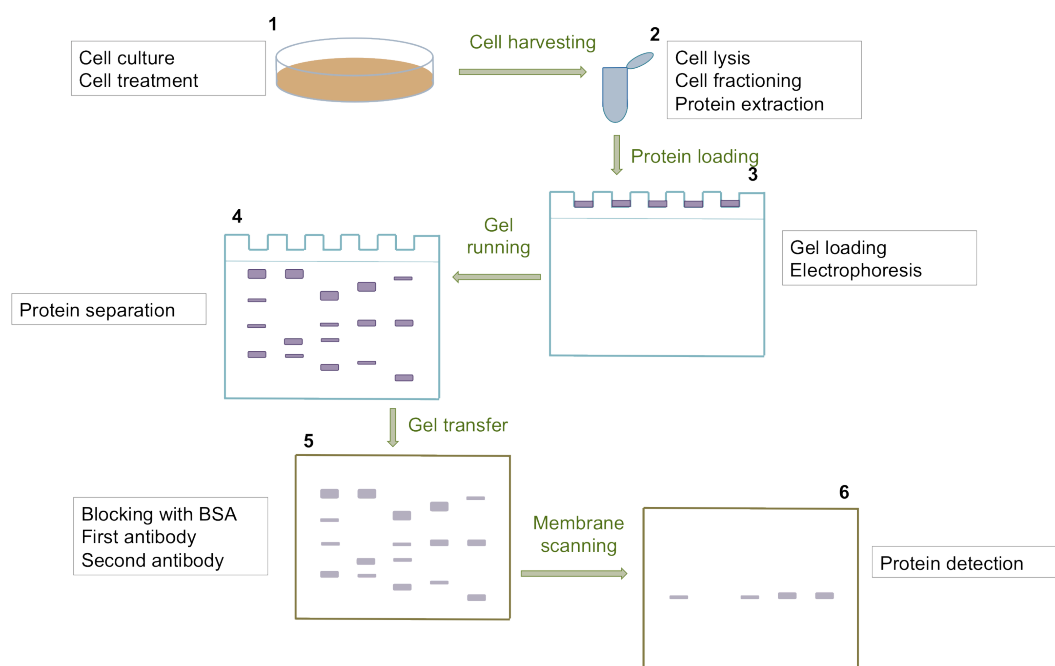 1
Cell culture
Cell treatment
Cell harvesting
2
Cell lysis
Cell fractioning
Protein extraction
Protein loading
3
Gel loading
Electrophoresis
Gel
running
4
Protein separation
Gel transfer
5
Blocking with BSA
First antibody
Second antibody
Membrane
scanning
6
Protein detection